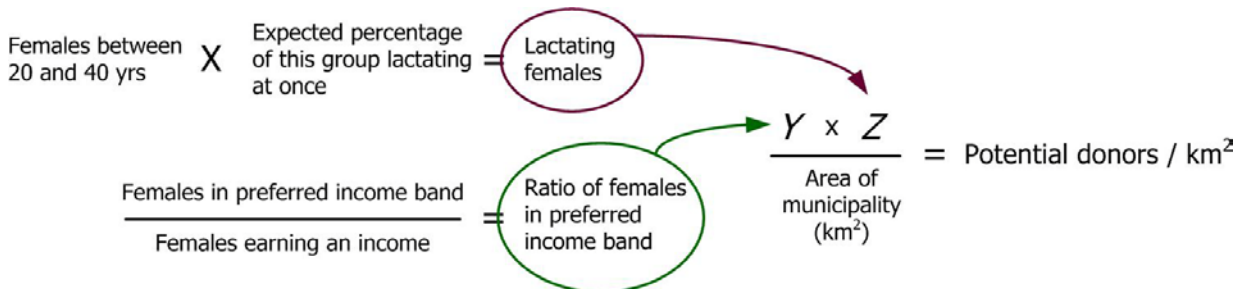 Females between
20 and 40 yrs
X
Expected percentage
of this group lactating
at once
=
Lactating
females
Females in preferred income band
Females earning an income
=
Ratio of females
in preferred
income band
Y x Z
Area of
municipality
(km²)
= Potential donors / km²